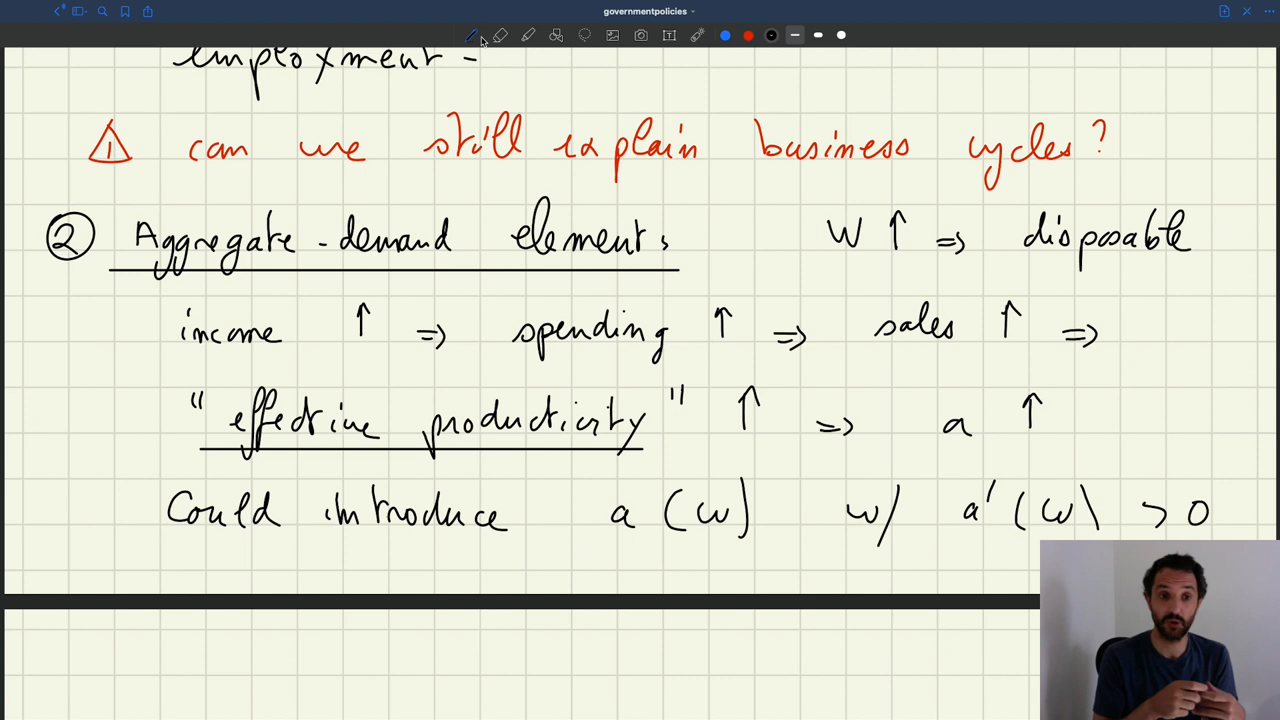 governmentpolicies
employment -
can we still explain business cycles?
② Aggregate-demand elements W ↑ => disposable
income ↑ => spending ↑ => sales ↑ =>
"effective productivity" ↑ => a ↑
Could introduce a (w) w/ a' (w) > 0